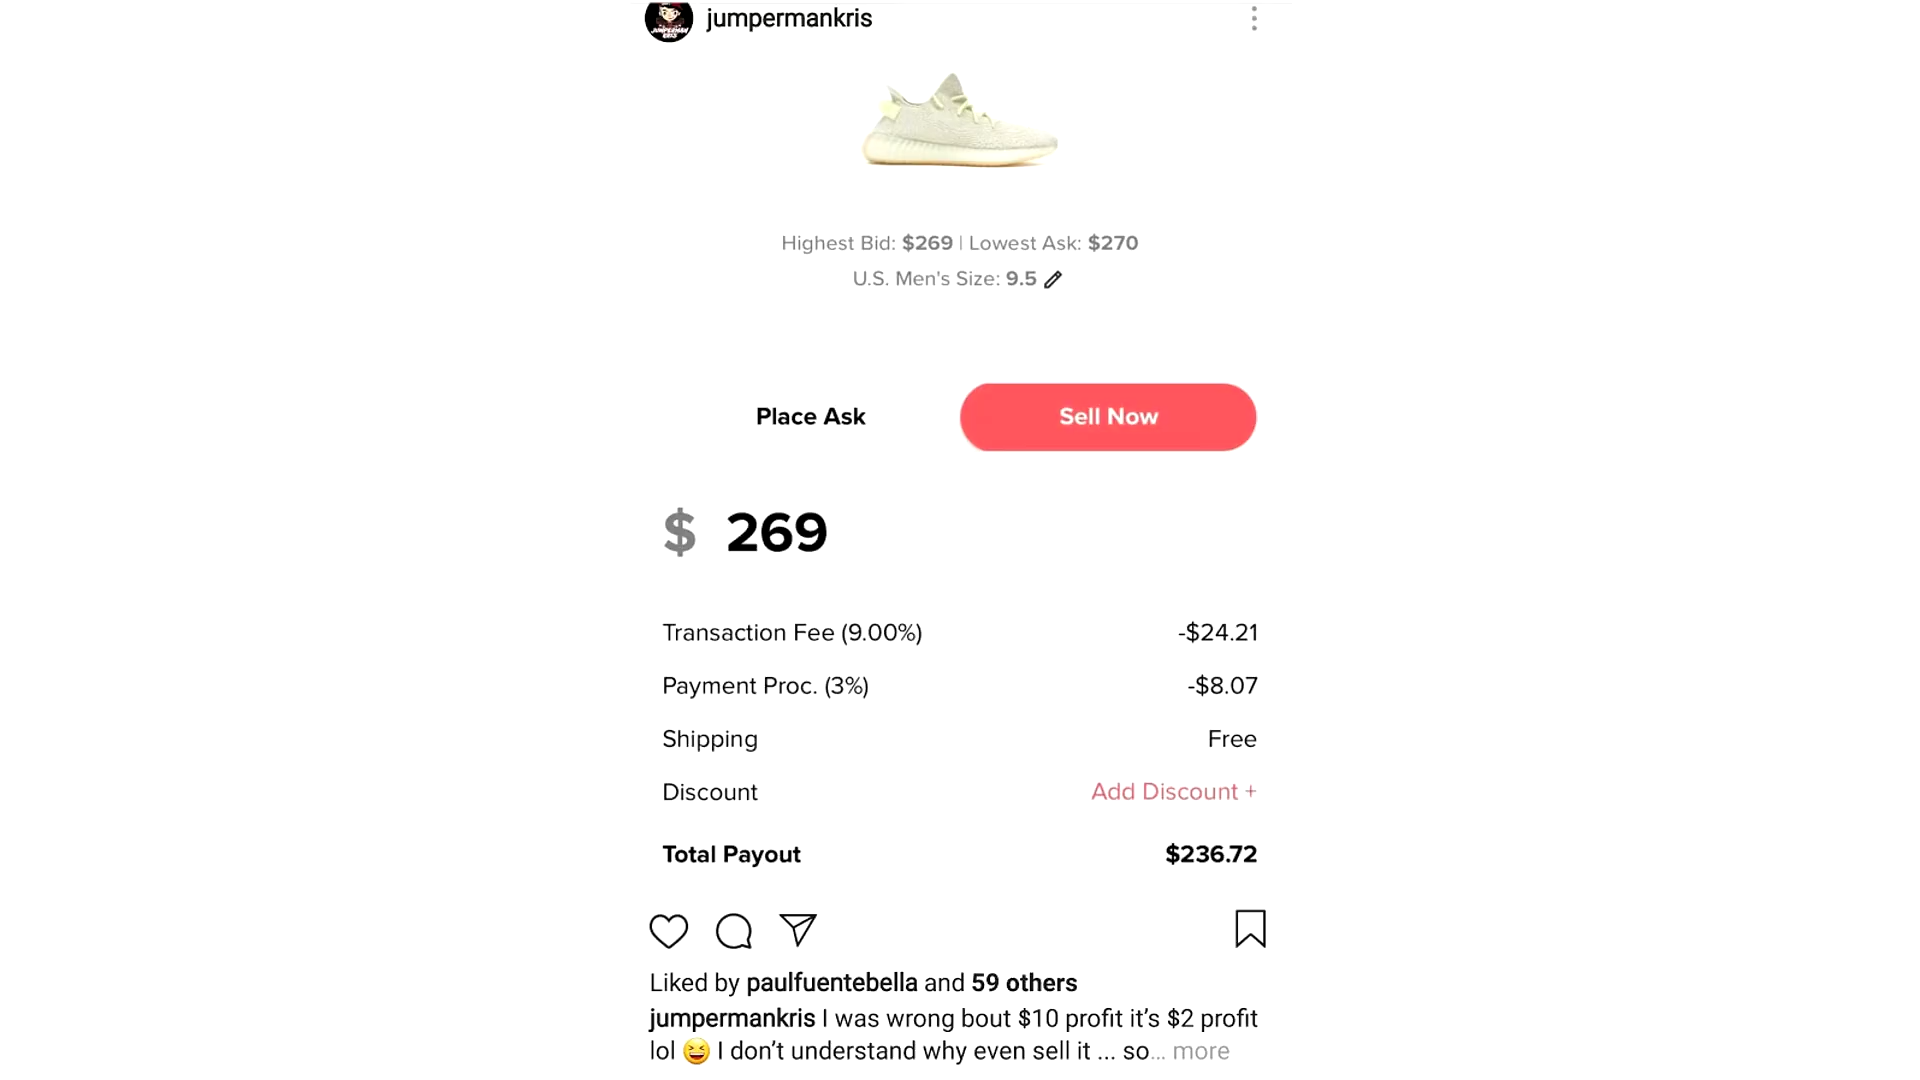 jumpermankris
Highest Bid: $269 | Lowest Ask: $270
U.S. Men's Size: 9.5
Place Ask
Sell Now
$ 269
Transaction Fee (9.00%) -$24.21
Payment Proc. (3%) -$8.07
Shipping Free
Discount Add Discount +
Total Payout $236.72
Liked by paulfuentebella and 59 others
jumpermankris I was wrong bout $10 profit it’s $2 profit
lol 😆 I don’t understand why even sell it ... so... more